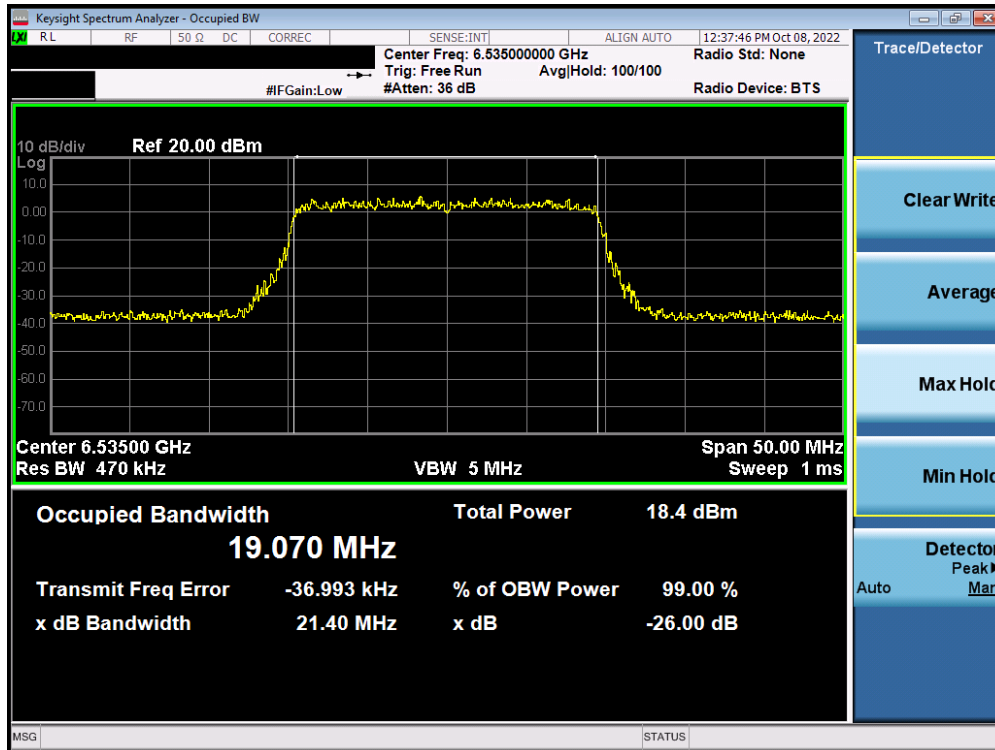 Keysight Spectrum Analyzer - Occupied BW
LXI RL RF 50 Ω DC CORREC SENSE:INT ALIGN AUTO 12:37:46 PM Oct 08, 2022
Center Freq: 6.535000000 GHz Radio Std: None
Trig: Free Run Avg|Hold: 100/100
#IFGain:Low #Atten: 36 dB Radio Device: BTS
10 dB/div Ref 20.00 dBm
Log
10.0
0.00
-10.0
-20.0
-30.0
-40.0
-50.0
-60.0
-70.0
Center 6.53500 GHz Span 50.00 MHz
Res BW 470 kHz VBW 5 MHz Sweep 1 ms
Occupied Bandwidth Total Power 18.4 dBm
19.070 MHz
Transmit Freq Error -36.993 kHz % of OBW Power 99.00 %
x dB Bandwidth 21.40 MHz x dB -26.00 dB
MSG STATUS
Trace/Detector
Clear Write
Average
Max Hold
Min Hold
Detector
Peak
Auto Man